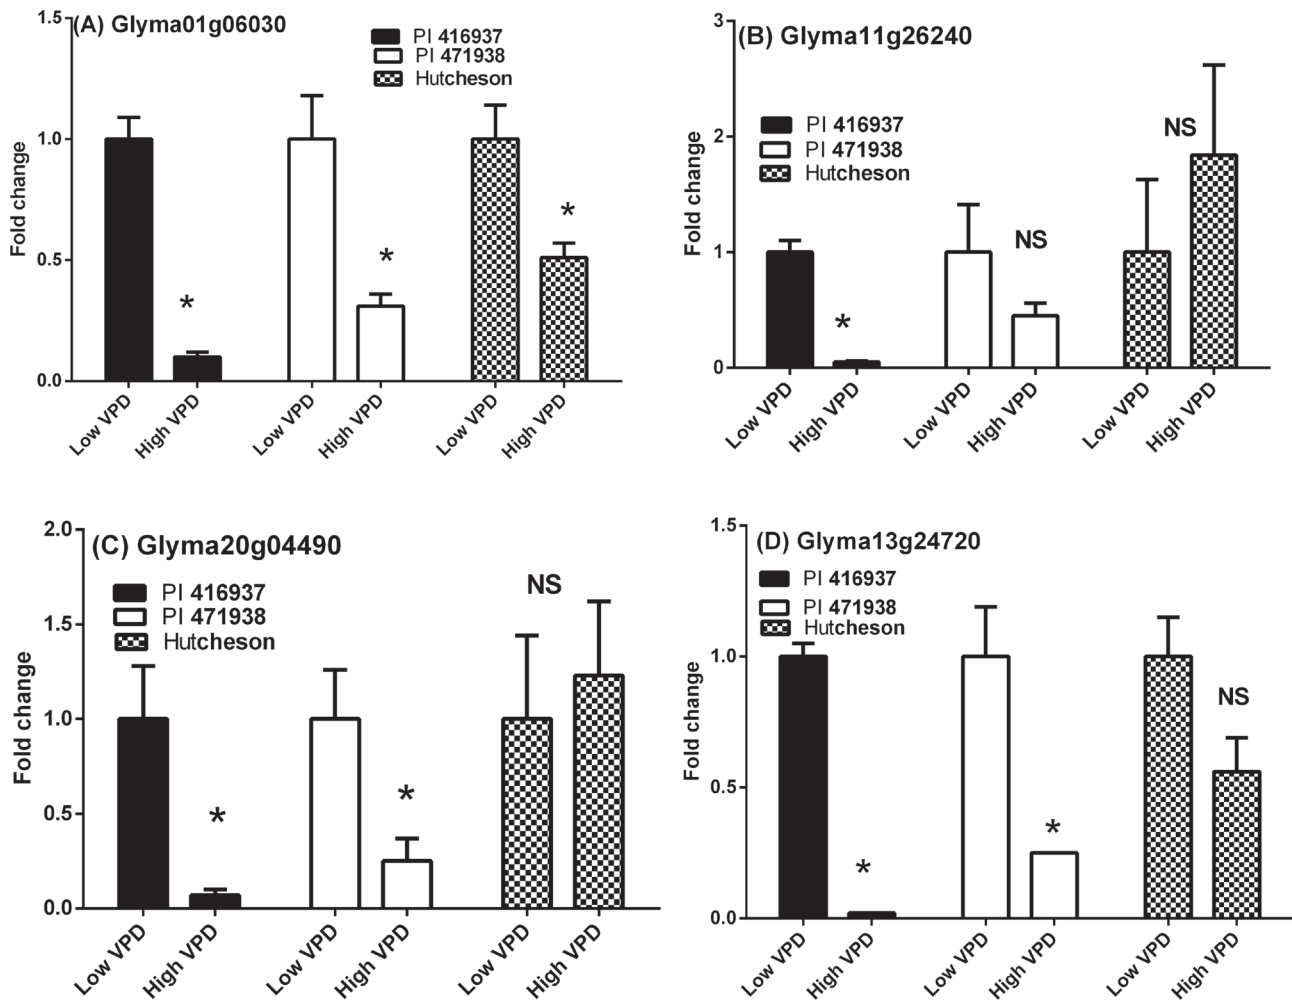 (A) Glyma01g06030
PI 416937
PI 471938
Hutcheson
Fold change
1.5
1.0
0.5
0.0
*
*
*
Low VPD
High VPD
Low VPD
High VPD
Low VPD
High VPD
(B) Glyma11g26240
PI 416937
PI 471938
Hutcheson
Fold change
3
2
1
0
*
NS
NS
Low VPD
High VPD
Low VPD
High VPD
Low VPD
High VPD
(C) Glyma20g04490
PI 416937
PI 471938
Hutcheson
Fold change
2.0
1.5
1.0
0.5
0.0
*
*
NS
Low VPD
High VPD
Low VPD
High VPD
Low VPD
High VPD
(D) Glyma13g24720
PI 416937
PI 471938
Hutcheson
Fold change
1.5
1.0
0.5
0.0
*
*
NS
Low VPD
High VPD
Low VPD
High VPD
Low VPD
High VPD